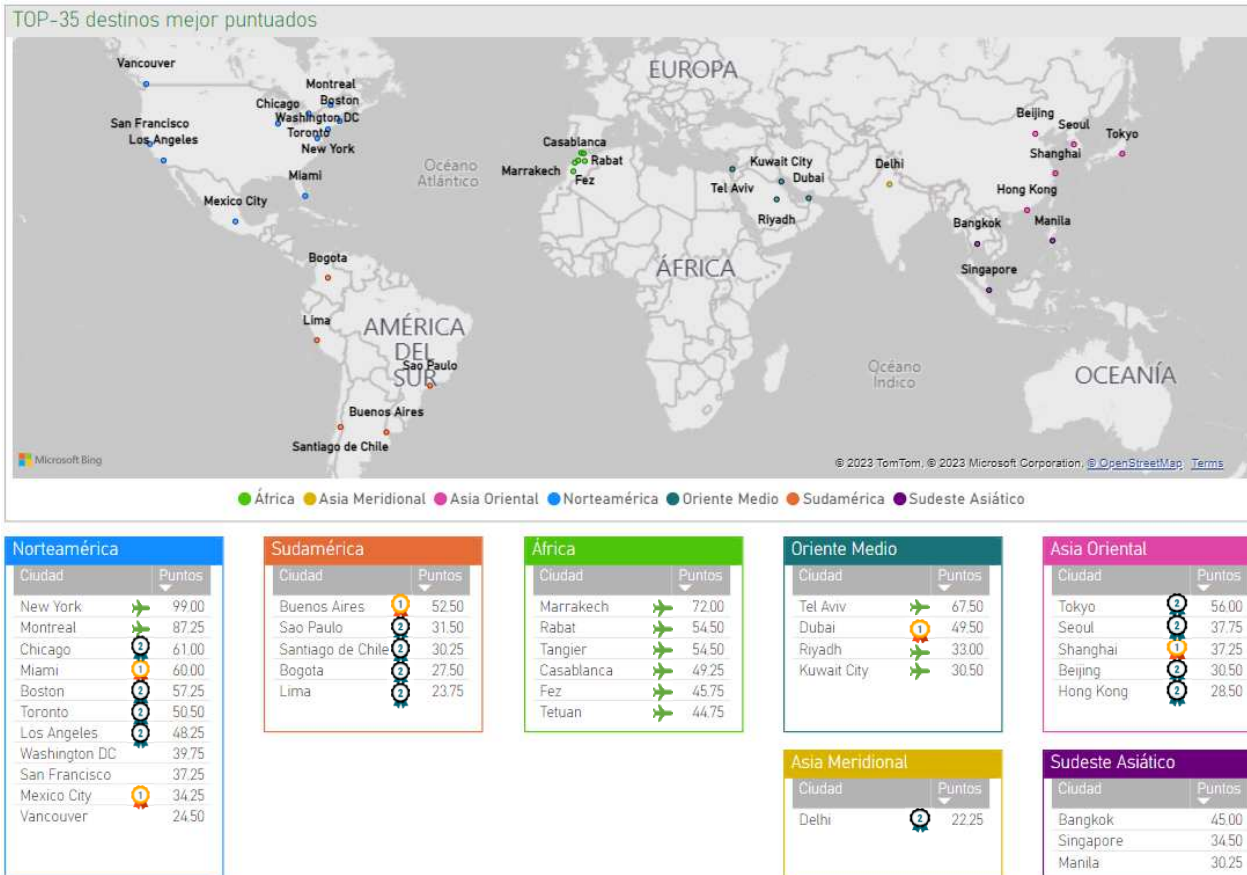 TOP-35 destinos mejor puntuados
Vancouver
Montreal
Chicago
Boston
Washington DC
San Francisco
Toronto
Los Angeles
New York
Miami
Mexico City
Bogota
Lima
AMÉRICA
DEL
SUR
Sao Paulo
Buenos Aires
Santiago de Chile
Océano
Atlántico
EUROPA
Casablanca
Rabat
Marrakech
Fez
Tel Aviv
Kuwait City
Dubai
Riyadh
ÁFRICA
Delhi
Beijing
Seoul
Tokyo
Shanghai
Hong Kong
Bangkok
Manila
Singapore
Océano
Índico
OCEANÍA
Microsoft Bing
© 2023 TomTom, © 2023 Microsoft Corporation, © OpenStreetMap Terms
África Asia Meridional Asia Oriental Norteamérica Oriente Medio Sudamérica Sudeste Asiático
Norteamérica
Ciudad Puntos
New York 99.00
Montreal 87.25
2 Chicago 61.00
Miami 1 60.00
Boston 2 57.25
Toronto 2 50.50
Los Angeles 2 48.25
Washington DC 39.75
San Francisco 37.25
Mexico City 1 34.25
Vancouver 24.50
Sudamérica
Ciudad Puntos
Buenos Aires 1 52.50
Sao Paulo 2 31.50
Santiago de Chile 2 30.25
Bogota 2 27.50
Lima 2 23.75
África
Ciudad Puntos
Marrakech 72.00
Rabat 54.50
Tangier 54.50
Casablanca 49.25
Fez 45.75
Tetuan 44.75
Oriente Medio
Ciudad Puntos
Tel Aviv 67.50
Dubai 1 49.50
Riyadh 33.00
Kuwait City 30.50
Asia Oriental
Ciudad Puntos
Tokyo 2 56.00
Seoul 2 37.75
Shanghai 1 37.25
Beijing 2 30.50
Hong Kong 2 28.50
Asia Meridional
Ciudad Puntos
Delhi 2 22.25
Sudeste Asiático
Ciudad Puntos
Bangkok 45.00
Singapore 34.50
Manila 30.25